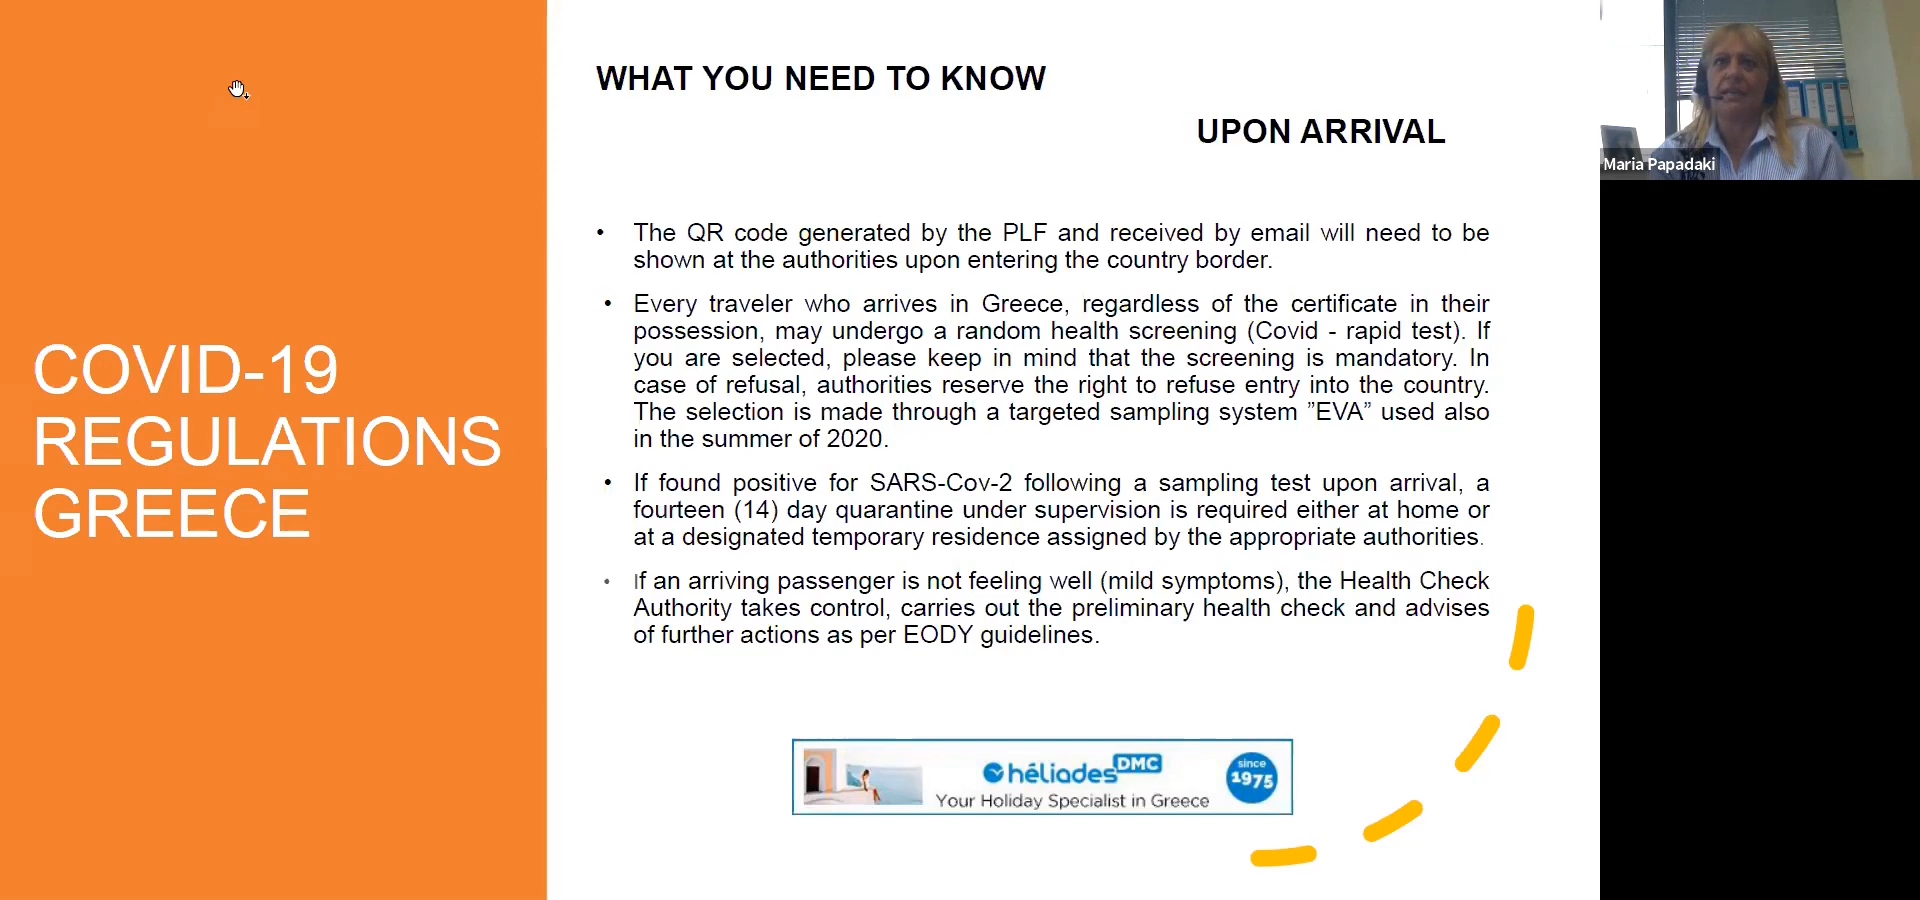 COVID-19
REGULATIONS
GREECE
WHAT YOU NEED TO KNOW
UPON ARRIVAL
• The QR code generated by the PLF and received by email will need to be
shown at the authorities upon entering the country border.
• Every traveler who arrives in Greece, regardless of the certificate in their
possession, may undergo a random health screening (Covid - rapid test). If
you are selected, please keep in mind that the screening is mandatory. In
case of refusal, authorities reserve the right to refuse entry into the country.
The selection is made through a targeted sampling system ”EVA” used also
in the summer of 2020.
• If found positive for SARS-Cov-2 following a sampling test upon arrival, a
fourteen (14) day quarantine under supervision is required either at home or
at a designated temporary residence assigned by the appropriate authorities.
• If an arriving passenger is not feeling well (mild symptoms), the Health Check
Authority takes control, carries out the preliminary health check and advises
of further actions as per EODY guidelines.
héliades DMC
Your Holiday Specialist in Greece
since
1975
Maria Papadaki